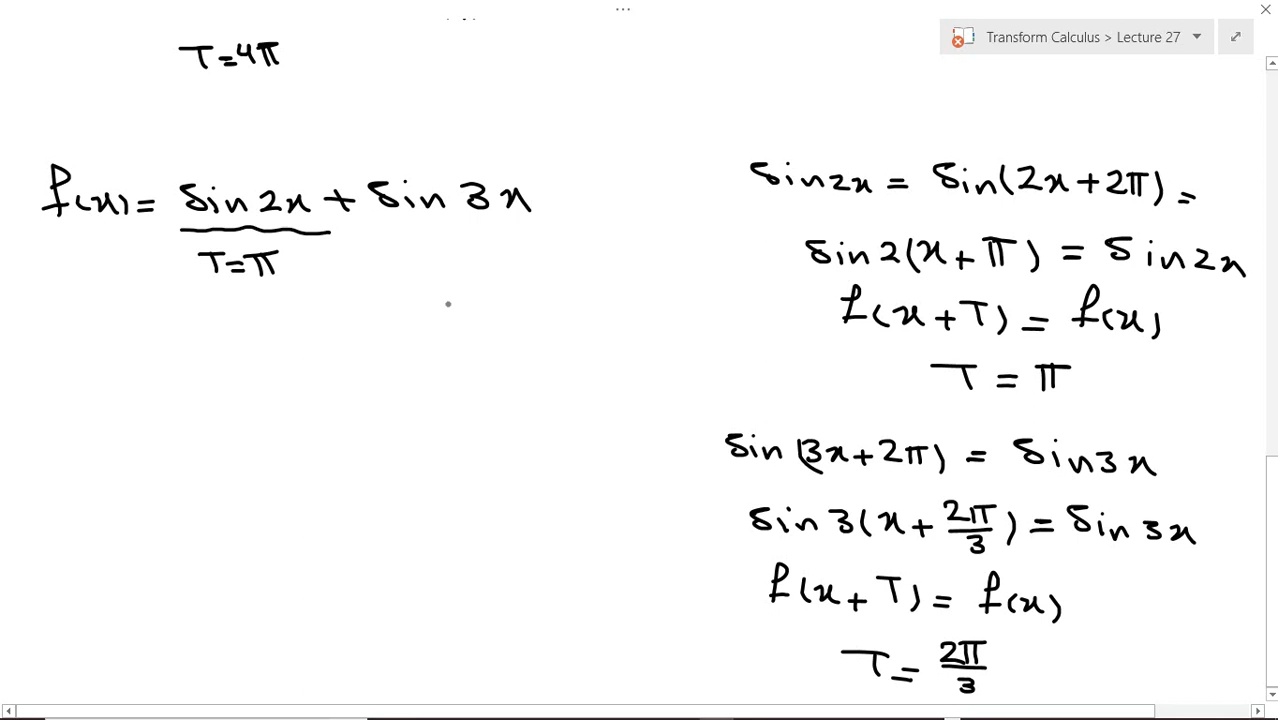 Transform Calculus > Lecture 27
T=4π
f(x)= sin 2x + sin 3x
T=π
sin2x = sin(2x+2π) =
sin 2(x+π) = sin2x
f(x+T) = f(x)
T = π
sin(3x+2π) = sin3x
sin 3(x+2π/3) = sin 3x
f(x+T) = f(x)
T = 2π/3